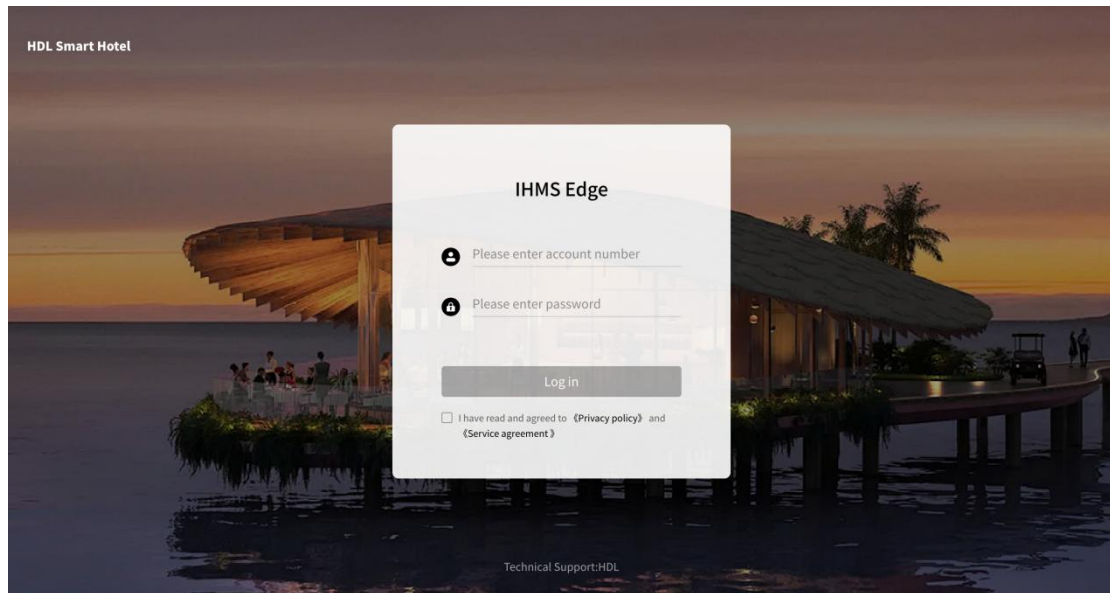 HDL Smart Hotel
IHMS Edge
Please enter account number
Please enter password
Log in
I have read and agreed to 《Privacy policy》 and
《Service agreement 》
Technical Support:HDL